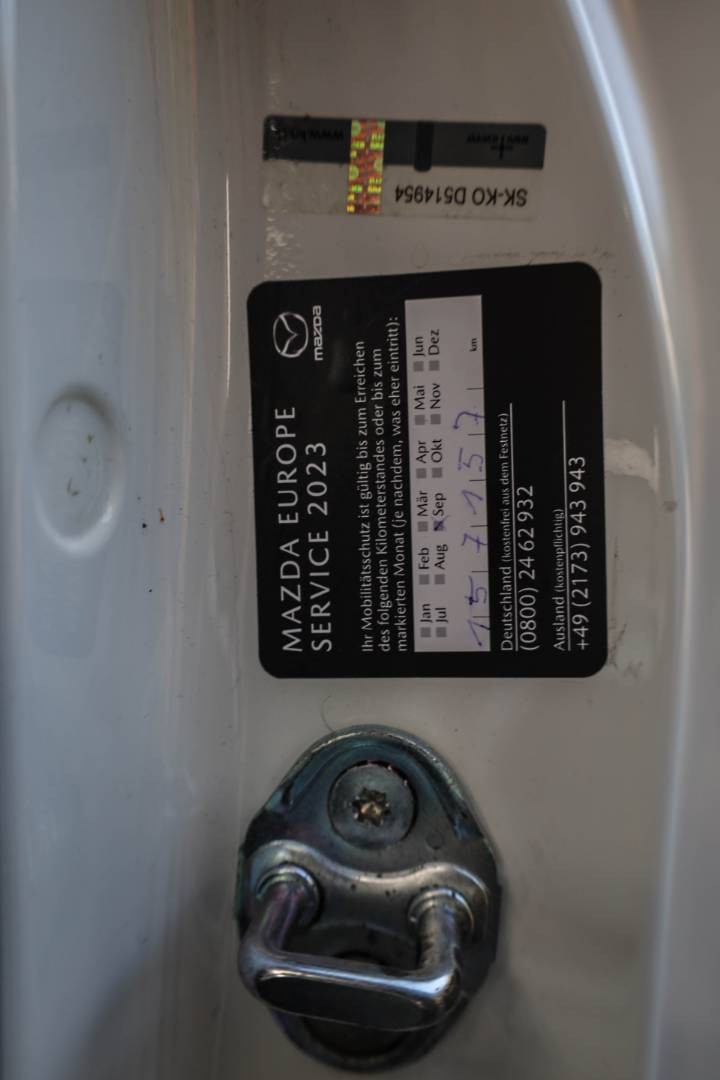 SK-KO D514954
MAZDA EUROPE
SERVICE 2023
mazda
Ihr Mobilitätsschutz ist gültig bis zum Erreichen
des folgenden Kilometerstandes oder bis zum
markierten Monat (je nachdem, was eher eintritt):
Jan Feb Mär Apr Mai Jun
Jul Aug Sep Okt Nov Dez
157157 km
Deutschland (kostenfrei aus dem Festnetz)
(0800) 24 62 932
Ausland (kostenpflichtig)
+49 (2173) 943 943